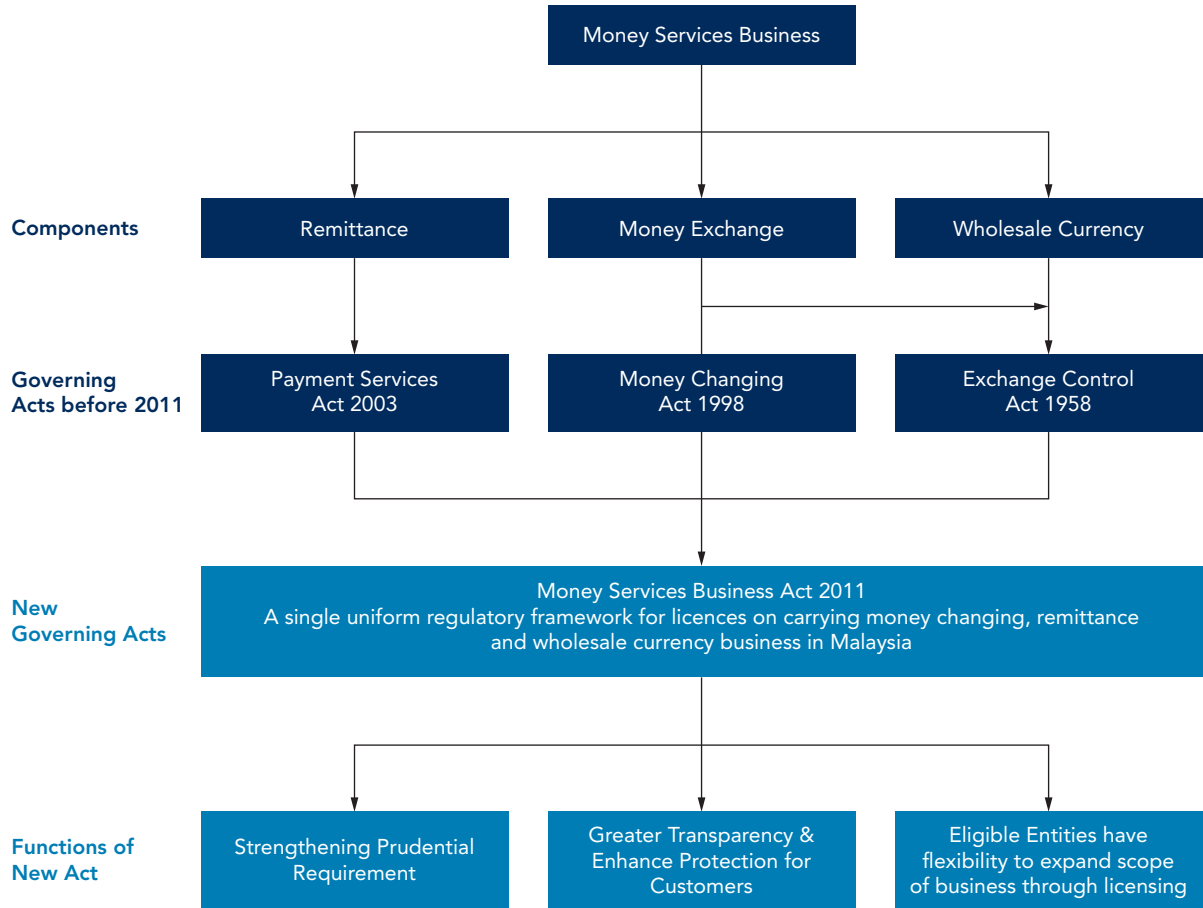 Money Services Business
Components
Remittance
Money Exchange
Wholesale Currency
Governing
Acts before 2011
Payment Services
Act 2003
Money Changing
Act 1998
Exchange Control
Act 1958
New
Governing Acts
Money Services Business Act 2011
A single uniform regulatory framework for licences on carrying money changing, remittance
and wholesale currency business in Malaysia
Functions of
New Act
Strengthening Prudential
Requirement
Greater Transparency &
Enhance Protection for
Customers
Eligible Entities have
flexibility to expand scope
of business through licensing